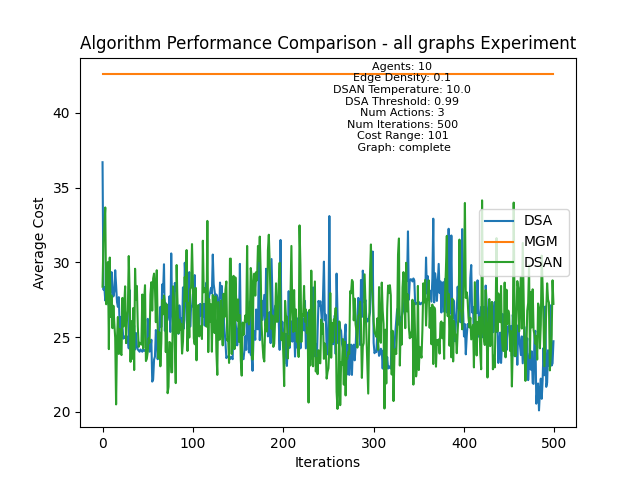 Algorithm Performance Comparison - all graphs Experiment
Agents: 10
Edge Density: 0.1
DSAN Temperature: 10.0
DSA Threshold: 0.99
Num Actions: 3
Num Iterations: 500
Cost Range: 101
Graph: complete
DSA
MGM
DSAN
Average Cost
40
35
30
25
20
0
100
200
300
400
500
Iterations